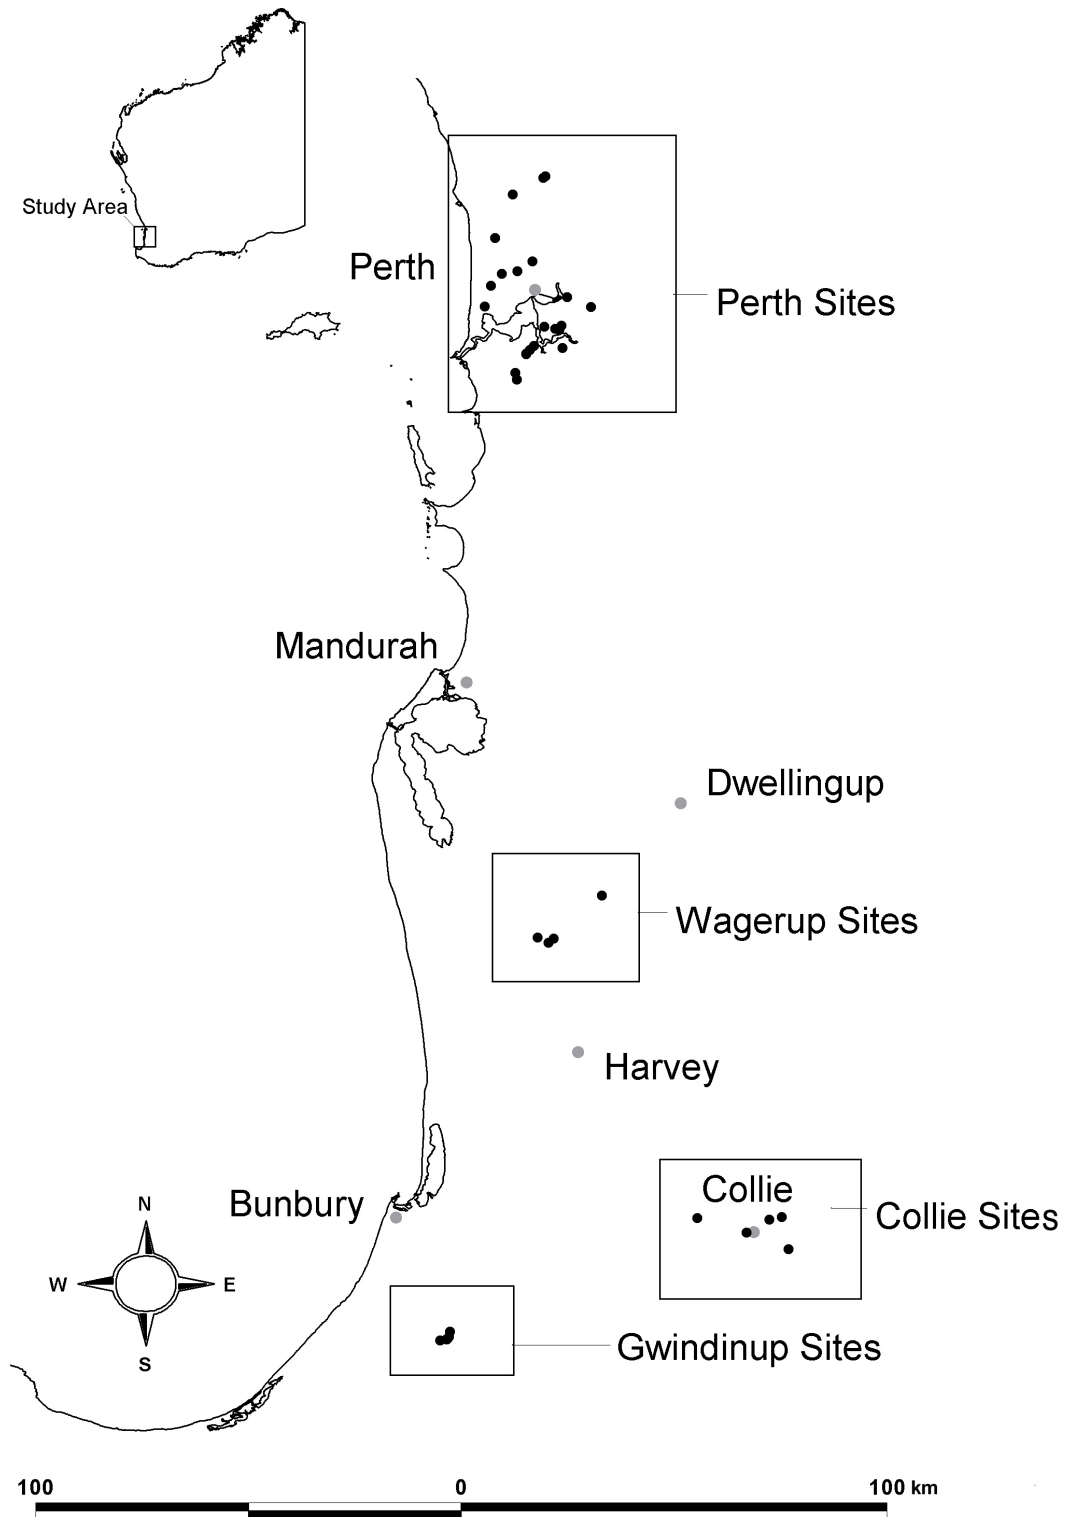 Study Area
Perth
Perth Sites
Mandurah
Dwellingup
Wagerup Sites
Harvey
Collie
Bunbury
Collie Sites
N
W
E
S
Gwindinup Sites
100 0 100 km